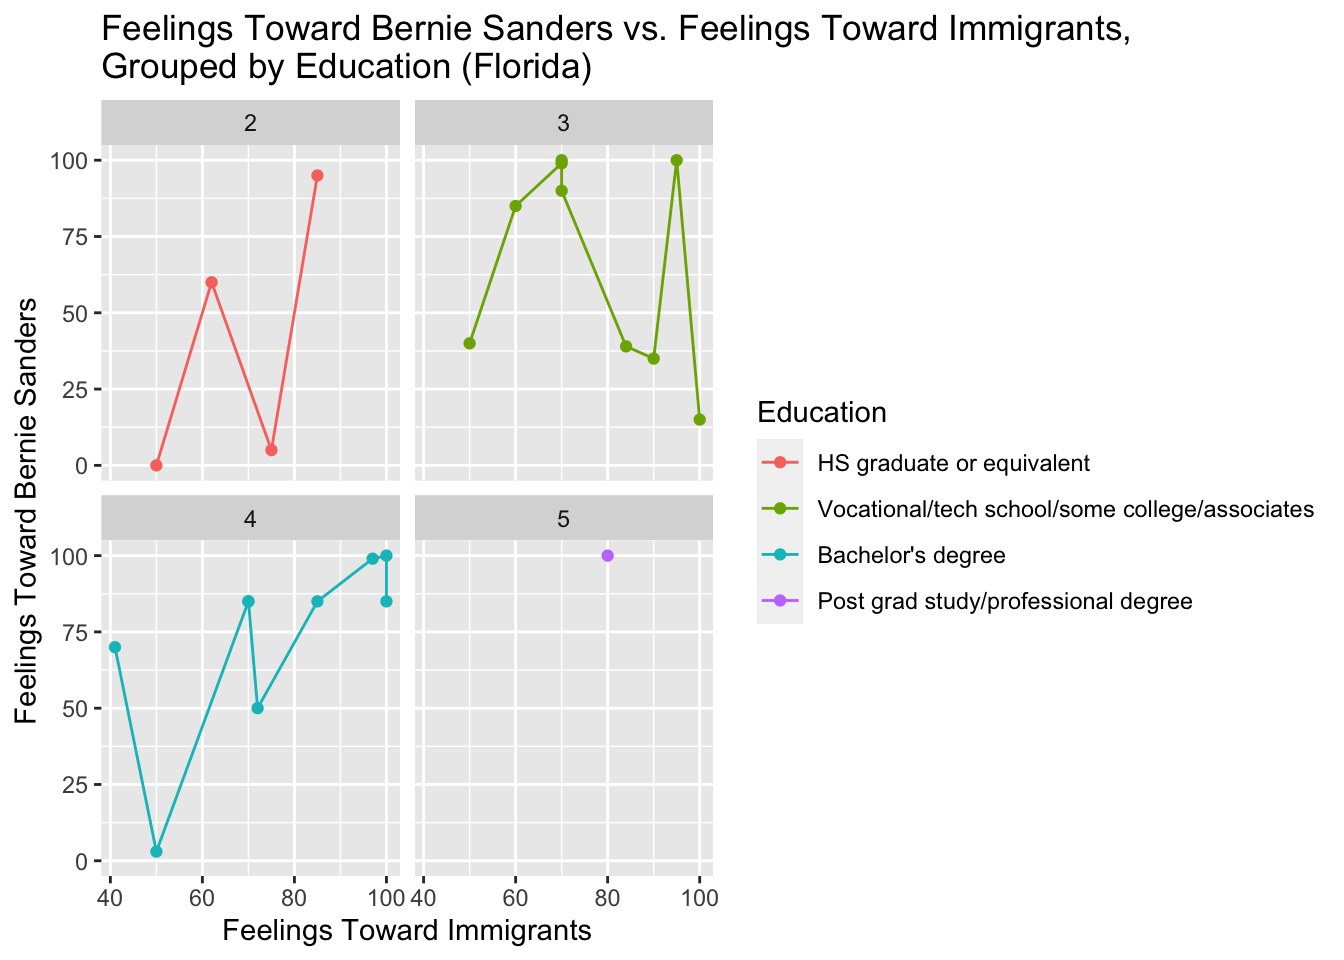 Feelings Toward Bernie Sanders vs. Feelings Toward Immigrants,
Grouped by Education (Florida)
2
3
100
75
50
25
0
4
5
100
75
50
25
0
40
60
80
100
40
60
80
100
Feelings Toward Immigrants
Feelings Toward Bernie Sanders
Education
HS graduate or equivalent
Vocational/tech school/some college/associates
Bachelor's degree
Post grad study/professional degree